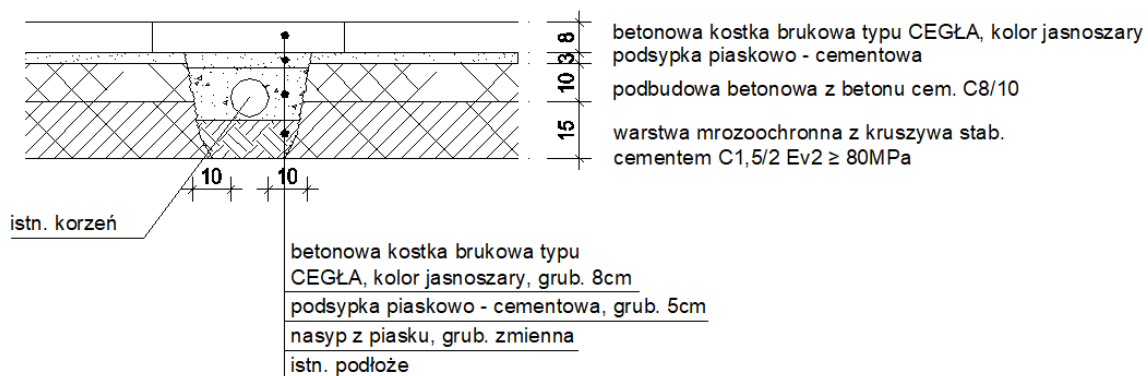 8
betonowa kostka brukowa typu CEGŁA, kolor jasnoszary
3
podsypka piaskowo - cementowa
10
podbudowa betonowa z betonu cem. C8/10
15
warstwa mrozoochronna z kruszywa stab.
cementem C1,5/2 Ev2 ≥ 80MPa
10
10
istn. korzeń
betonowa kostka brukowa typu
CEGŁA, kolor jasnoszary, grub. 8cm
podsypka piaskowo - cementowa, grub. 5cm
nasyp z piasku, grub. zmienna
istn. podłoże